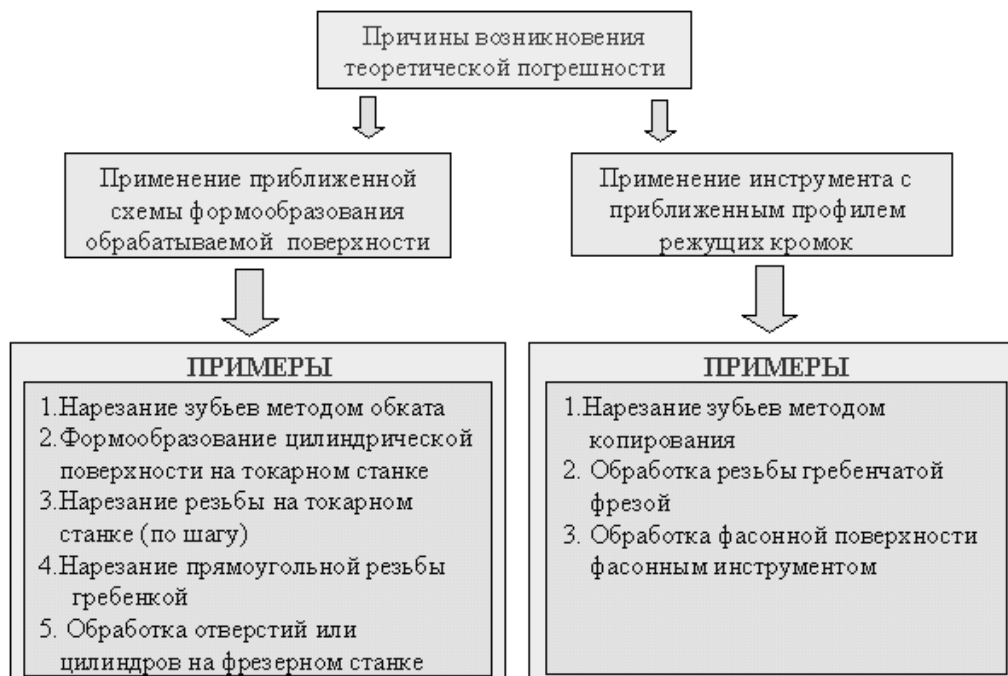 Причины возникновения
теоретической погрешности
Применение приближенной
схемы формообразования
обрабатываемой поверхности
Применение инструмента с
приближенным профилем
режущих кромок
ПРИМЕРЫ
1.Нарезание зубьев методом обката
2.Формообразование цилиндрической
поверхности на токарном станке
3.Нарезание резьбы на токарном
станке (по шагу)
4.Нарезание прямоугольной резьбы
гребенкой
5. Обработка отверстий или
цилиндров на фрезерном станке
ПРИМЕРЫ
1.Нарезание зубьев методом
копирования
2. Обработка резьбы гребенчатой
фрезой
3. Обработка фасонной поверхности
фасонным инструментом